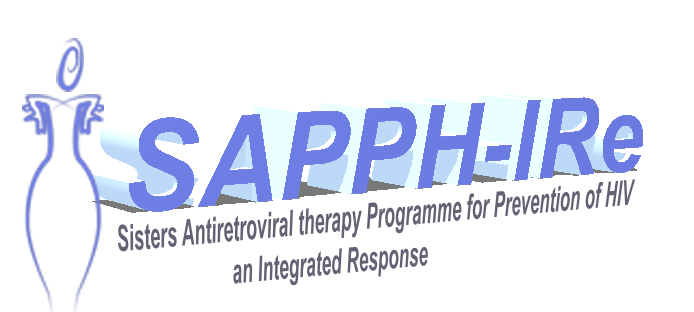 SAPPH-IRe
Sisters Antiretroviral therapy Programme for Prevention of HIV
an Integrated Response